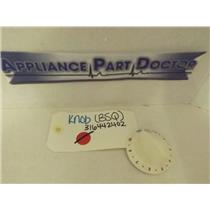 APPLIANCE PART DOCTOR
KNOB (BSQ)
316442402